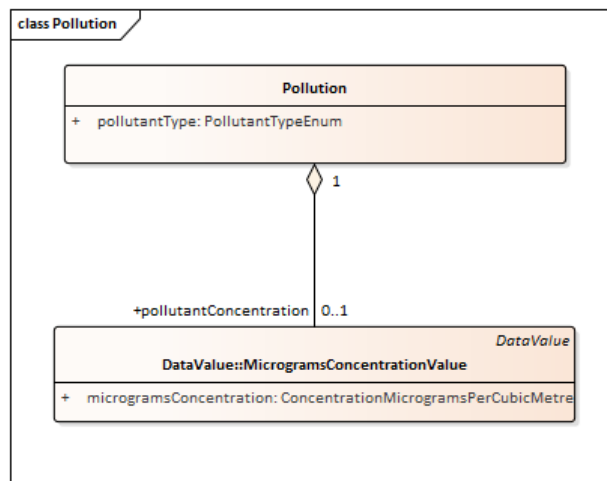 class Pollution
Pollution
+ pollutantType: PollutantTypeEnum
1
+pollutantConcentration 0..1
DataValue
DataValue::MicrogramsConcentrationValue
+ microgramsConcentration: ConcentrationMicrogramsPerCubicMetre